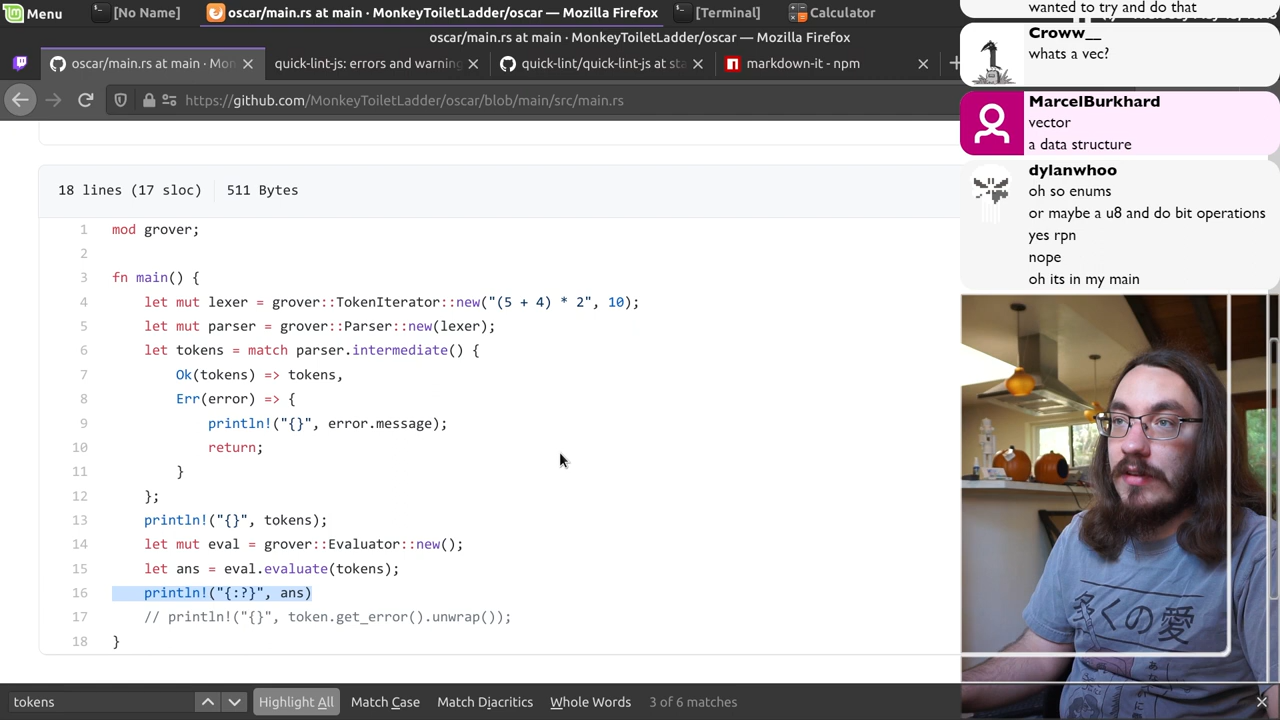 Menu
[No Name]
oscar/main.rs at main · MonkeyToiletLadder/oscar — Mozilla Firefox
[Terminal]
Calculator
oscar/main.rs at main · MonkeyToiletLadder/oscar — Mozilla Firefox
oscar/main.rs at main · Mon
quick-lint-js: errors and warning
quick-lint/quick-lint-js at sta
markdown-it - npm
https://github.com/MonkeyToiletLadder/oscar/blob/main/src/main.rs
18 lines (17 sloc)
511 Bytes
1 mod grover;
2
3 fn main() {
4 let mut lexer = grover::TokenIterator::new("(5 + 4) * 2", 10);
5 let mut parser = grover::Parser::new(lexer);
6 let tokens = match parser.intermediate() {
7 Ok(tokens) => tokens,
8 Err(error) => {
9 println!("{}", error.message);
10 return;
11 }
12 };
13 println!("{}", tokens);
14 let mut eval = grover::Evaluator::new();
15 let ans = eval.evaluate(tokens);
16 println!("{:?}", ans)
17 // println!("{}", token.get_error().unwrap());
18 }
tokens
Highlight All
Match Case
Match Diacritics
Whole Words
3 of 6 matches
wanted to try and do that
Croww__
whats a vec?
MarcelBurkhard
vector
a data structure
dylanwhoo
oh so enums
or maybe a u8 and do bit operations
yes rpn
nope
oh its in my main
多くの愛